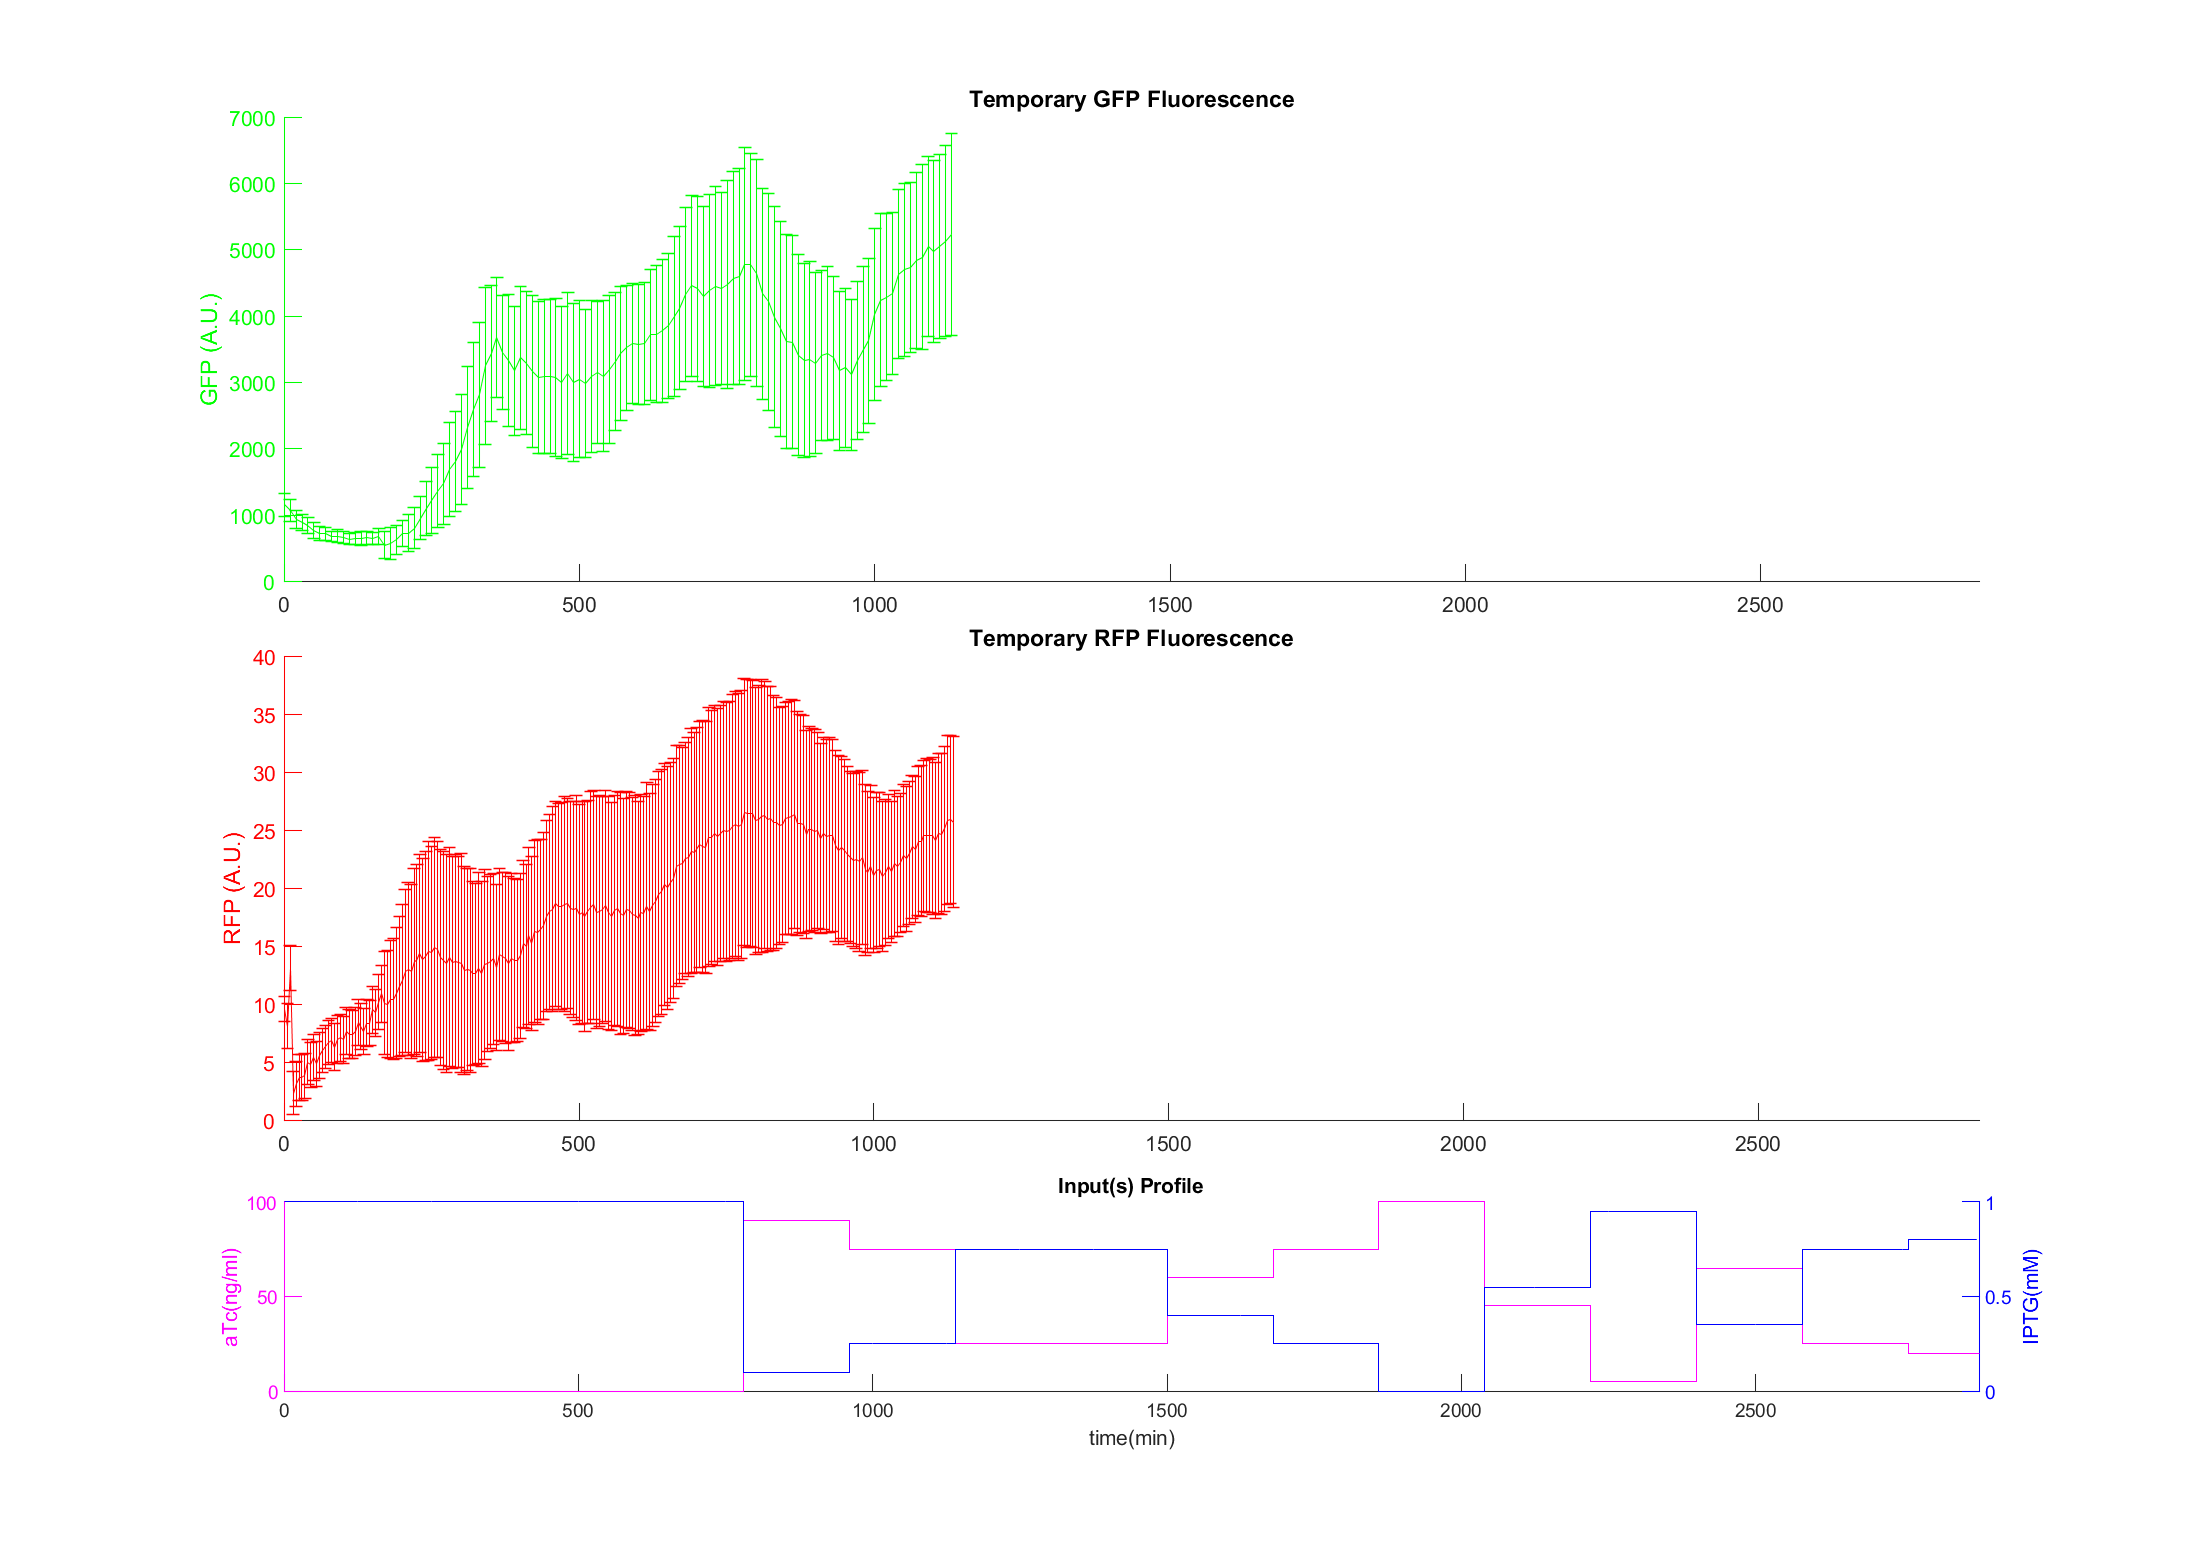 Temporary GFP Fluorescence
7000
6000
5000
4000
3000
2000
1000
0
GFP (A.U.)
0 500 1000 1500 2000 2500
Temporary RFP Fluorescence
40
35
30
25
20
15
10
5
0
RFP (A.U.)
0 500 1000 1500 2000 2500
Input(s) Profile
100
50
0
aTc(ng/ml)
1
0.5
0
IPTG(mM)
0 500 1000 1500 2000 2500
time(min)